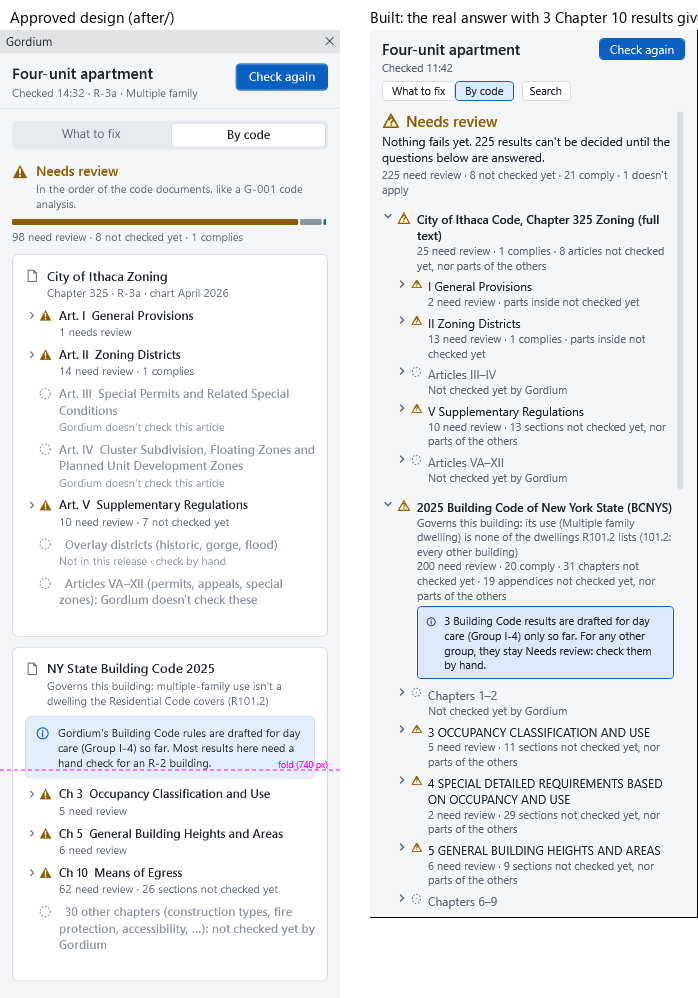 Approved design (after/)
Gordium
Four-unit apartment
Check again
Checked 14:32 · R-3a · Multiple family
What to fix
By code
Needs review
In the order of the code documents, like a G-001 code
analysis.
98 need review · 8 not checked yet · 1 complies
City of Ithaca Zoning
Chapter 325 · R-3a · chart April 2026
Art. I General Provisions
1 needs review
Art. II Zoning Districts
14 need review · 1 complies
Art. III Special Permits and Related Special
Conditions
Gordium doesn't check this article
Art. IV Cluster Subdivision, Floating Zones and
Planned Unit Development Zones
Gordium doesn't check this article
Art. V Supplementary Regulations
10 need review · 7 not checked yet
Overlay districts (historic, gorge, flood)
Not in this release · check by hand
Articles VA–XII (permits, appeals, special
zones): Gordium doesn't check these
NY State Building Code 2025
Governs this building: multiple-family use isn't a
dwelling the Residential Code covers (R101.2)
Gordium's Building Code rules are drafted for day
care (Group I-4) so far. Most results here need a
hand check for an R-2 building.
fold (740 px)
Ch 3 Occupancy Classification and Use
5 need review
Ch 5 General Building Heights and Areas
6 need review
Ch 10 Means of Egress
62 need review · 26 sections not checked yet
30 other chapters (construction types, fire
protection, accessibility, ...): not checked yet by
Gordium
Built: the real answer with 3 Chapter 10 results giv
Four-unit apartment
Check again
Checked 11:42
What to fix
By code
Search
Needs review
Nothing fails yet. 225 results can't be decided until the
questions below are answered.
225 need review · 8 not checked yet · 21 comply · 1 doesn't
apply
City of Ithaca Code, Chapter 325 Zoning (full
text)
25 need review · 1 complies · 8 articles not checked
yet, nor parts of the others
I General Provisions
2 need review · parts inside not checked yet
II Zoning Districts
13 need review · 1 complies · parts inside not
checked yet
Articles III–IV
Not checked yet by Gordium
V Supplementary Regulations
10 need review · 13 sections not checked yet, nor
parts of the others
Articles VA–XII
Not checked yet by Gordium
2025 Building Code of New York State (BCNYS)
Governs this building: its use (Multiple family
dwelling) is none of the dwellings R101.2 lists (101.2:
every other building)
200 need review · 20 comply · 31 chapters not
checked yet · 19 appendices not checked yet, nor
parts of the others
3 Building Code results are drafted for day
care (Group I-4) only so far. For any other
group, they stay Needs review: check them
by hand.
Chapters 1–2
Not checked yet by Gordium
3 OCCUPANCY CLASSIFICATION AND USE
5 need review · 11 sections not checked yet, nor
parts of the others
4 SPECIAL DETAILED REQUIREMENTS BASED
ON OCCUPANCY AND USE
2 need review · 29 sections not checked yet, nor
parts of the others
5 GENERAL BUILDING HEIGHTS AND AREAS
6 need review · 9 sections not checked yet, nor
parts of the others
Chapters 6–9